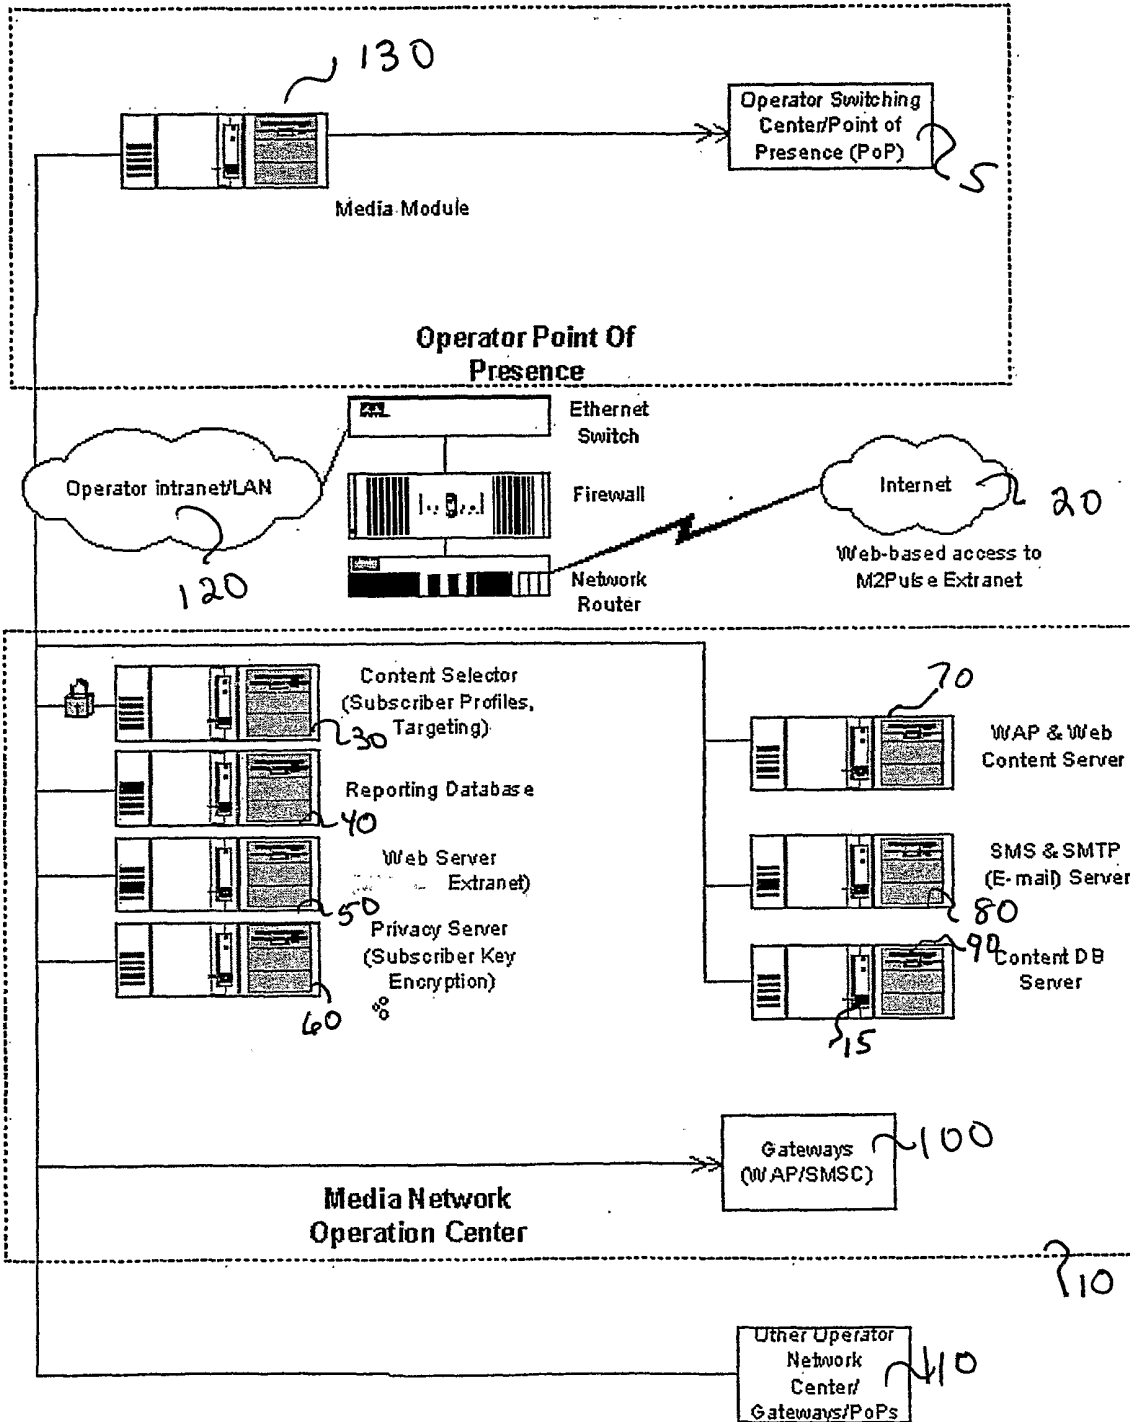 130
Operator Switching
Center/Point of
Presence (PoP)
5
Media Module
Operator Point Of
Presence
Ethernet
Switch
Operator intranet/LAN
120
Firewall
Internet
20
Web-based access to
M2Pulse Extranet
Network
Router
Content Selector
(Subscriber Profiles,
Targeting)
30
Reporting Database
40
Web Server
Extranet)
50
Privacy Server
(Subscriber Key
Encryption)
60
70
WAP & Web
Content Server
SMS & SMTP
(E-mail) Server
80
90
Content DB
Server
15
Gateways
(WAP/SMSC)
100
Media Network
Operation Center
10
Other Operator
Network
Center/
Gateways/PoPs
110